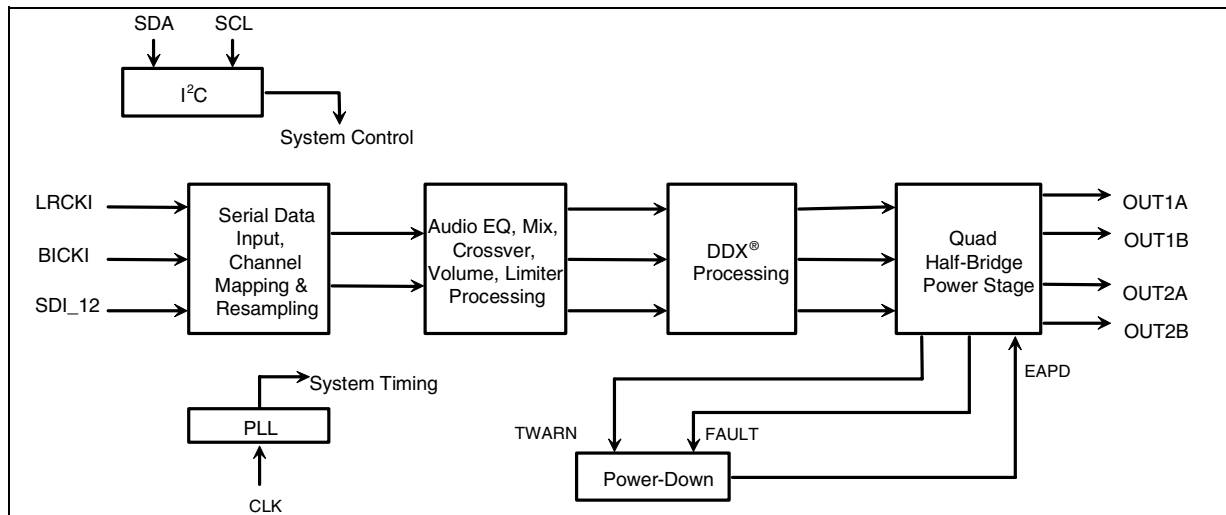 SDA
SCL
I²C
System Control
LRCKI
BICKI
SDI_12
Serial Data
Input,
Channel
Mapping &
Resampling
Audio EQ, Mix,
Crossver,
Volume, Limiter
Processing
DDX®
Processing
Quad
Half-Bridge
Power Stage
OUT1A
OUT1B
OUT2A
OUT2B
EAPD
System Timing
PLL
CLK
TWARN
FAULT
Power-Down